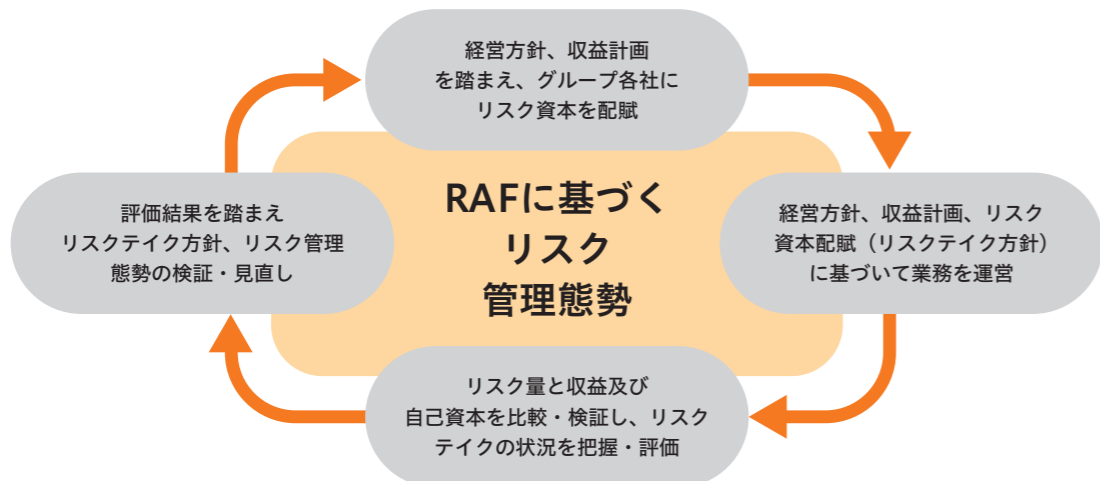 経営方針、収益計画
を踏まえ、グループ各社に
リスク資本を配賦
RAFに基づく
リスク
管理態勢
経営方針、収益計画、リスク
資本配賦（リスクテイク方針）
に基づいて業務を運営
リスク量と収益及び
自己資本を比較・検証し、リスク
テイクの状況を把握・評価
評価結果を踏まえ
リスクテイク方針、リスク管理
態勢の検証・見直し